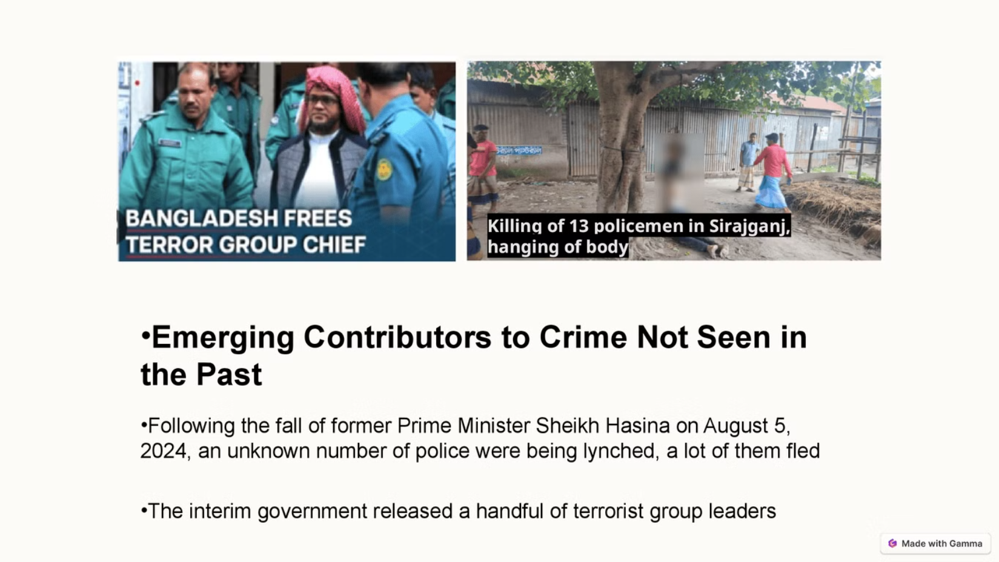 BANGLADESH FREES
TERROR GROUP CHIEF
Killing of 13 policemen in Sirajganj,
hanging of body
•Emerging Contributors to Crime Not Seen in
the Past
•Following the fall of former Prime Minister Sheikh Hasina on August 5,
2024, an unknown number of police were being lynched, a lot of them fled
•The interim government released a handful of terrorist group leaders
Made with Gamma